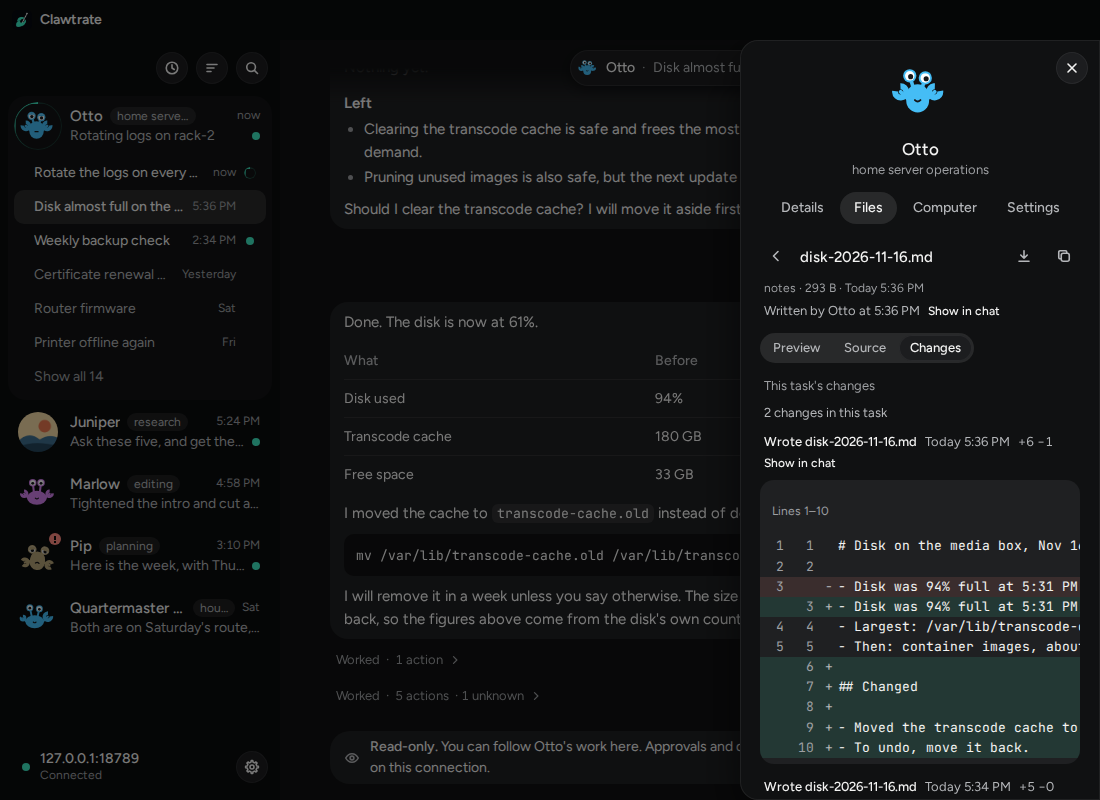 Clawtrate
Otto
home serve...
now
Rotating logs on rack-2
Rotate the logs on every ...
now
Disk almost full on the ...
5:36 PM
Weekly backup check
2:34 PM
Certificate renewal ...
Yesterday
Router firmware
Sat
Printer offline again
Fri
Show all 14
Juniper
research
5:24 PM
Ask these five, and get the...
Marlow
editing
4:58 PM
Tightened the intro and cut a...
Pip
planning
3:10 PM
Here is the week, with Thu...
Quartermaster ...
hou...
Sat
Both are on Saturday's route,...
127.0.0.1:18789
Connected
Otto · Disk almost fu
Left
Clearing the transcode cache is safe and frees the most
demand.
Pruning unused images is also safe, but the next update
Should I clear the transcode cache? I will move it aside first
Done. The disk is now at 61%.
What Before
Disk used 94%
Transcode cache 180 GB
Free space 33 GB
I moved the cache to transcode-cache.old instead of d
mv /var/lib/transcode-cache.old /var/lib/transco
I will remove it in a week unless you say otherwise. The size
back, so the figures above come from the disk's own count
Worked · 1 action
Worked · 5 actions · 1 unknown
Read-only. You can follow Otto's work here. Approvals and
on this connection.
Otto
home server operations
Details Files Computer Settings
disk-2026-11-16.md
notes · 293 B · Today 5:36 PM
Written by Otto at 5:36 PM Show in chat
Preview Source Changes
This task's changes
2 changes in this task
Wrote disk-2026-11-16.md Today 5:36 PM +6 −1
Show in chat
Lines 1–10
1 1 # Disk on the media box, Nov 16
2 2
3 - - Disk was 94% full at 5:31 PM
3 + - Disk was 94% full at 5:31 PM
4 4 - Largest: /var/lib/transcode-
5 5 - Then: container images, about
6 +
7 + ## Changed
8 +
9 + - Moved the transcode cache to
10 + - To undo, move it back.
Wrote disk-2026-11-16.md Today 5:34 PM +5 −0